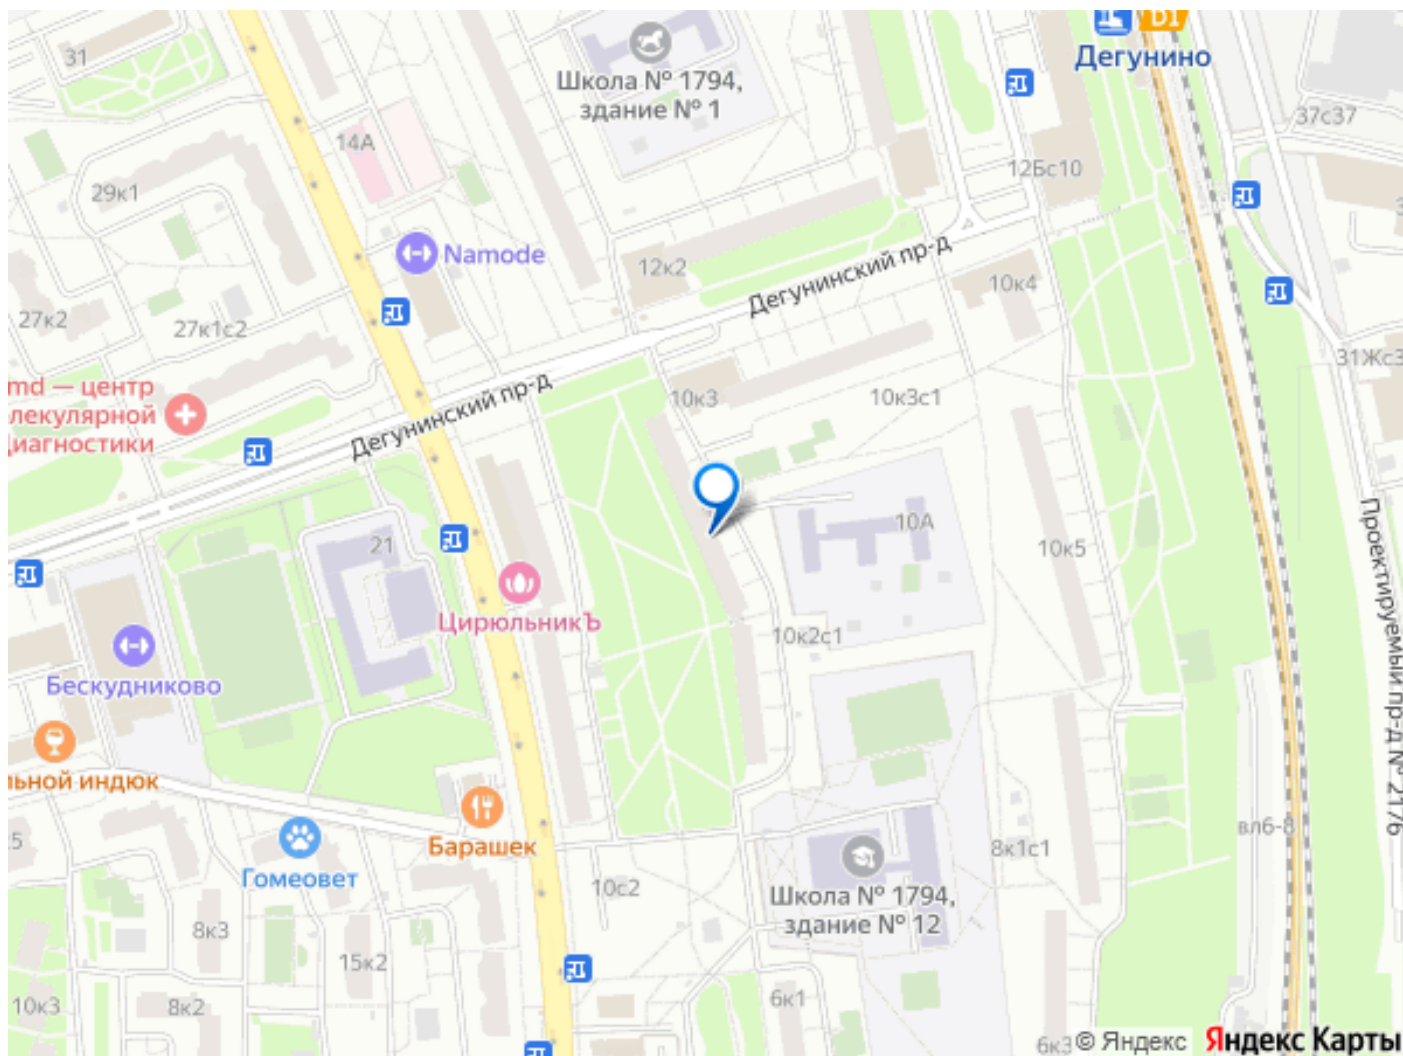 D1
Дегунино
31
Школа № 1794,
здание № 1
37с37
14А
12Бс10
29к1
Namode
12к2
Дегунинский пр-д
10к4
27к2
27к1с2
31Жс3
md — центр
лекулярной
Диагностики
10к3
10к3с1
Дегунинский пр-д
21
10А
10к5
Проектируемый пр-д № 2176
ЦирюльникЪ
10к2с1
Бескудниково
льной индюк
Барашек
вл6-8
5
Гомеовет
8к1с1
10с2
Школа № 1794,
здание № 12
8к3
15к2
10к3
8к2
6к1
6к3
© Яндекс
Яндекс Карты